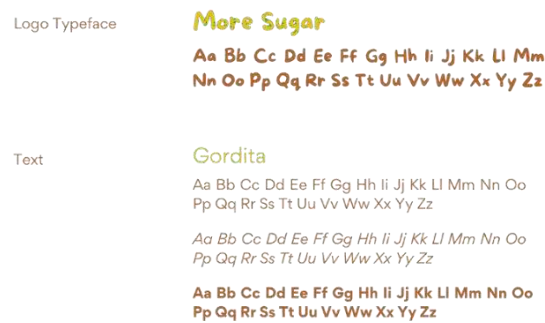 Logo Typeface
More Sugar
Aa Bb Cc Dd Ee Ff Gg Hh Ii Jj Kk Ll Mm
Nn Oo Pp Qq Rr Ss Tt Uu Vv Ww Xx Yy Zz
Text
Gordita
Aa Bb Cc Dd Ee Ff Gg Hh Ii Jj Kk Ll Mm Nn Oo
Pp Qq Rr Ss Tt Uu Vv Ww Xx Yy Zz
Aa Bb Cc Dd Ee Ff Gg Hh Ii Jj Kk Ll Mm Nn Oo
Pp Qq Rr Ss Tt Uu Vv Ww Xx Yy Zz
Aa Bb Cc Dd Ee Ff Gg Hh Ii Jj Kk Ll Mm Nn Oo
Pp Qq Rr Ss Tt Uu Vv Ww Xx Yy Zz